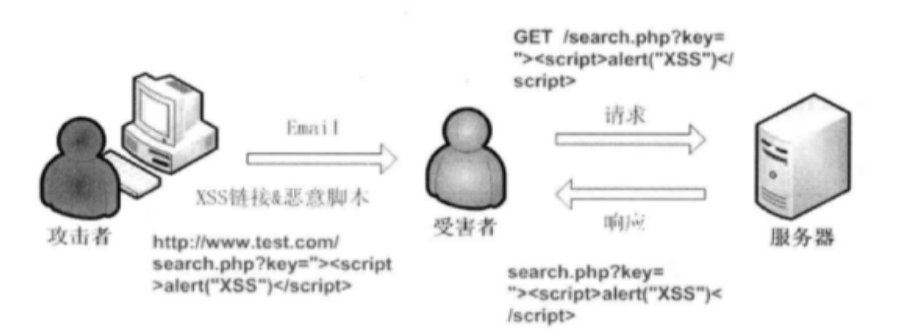 GET /search.php?key=
"><script>alert("XSS")</
script>
Email
请求
XSS链接&恶意脚本
攻击者
受害者
响应
服务器
http://www.test.com/
search.php?key="><script
>alert("XSS")</script>
search.php?key=
"><script>alert("XSS")<
/script>